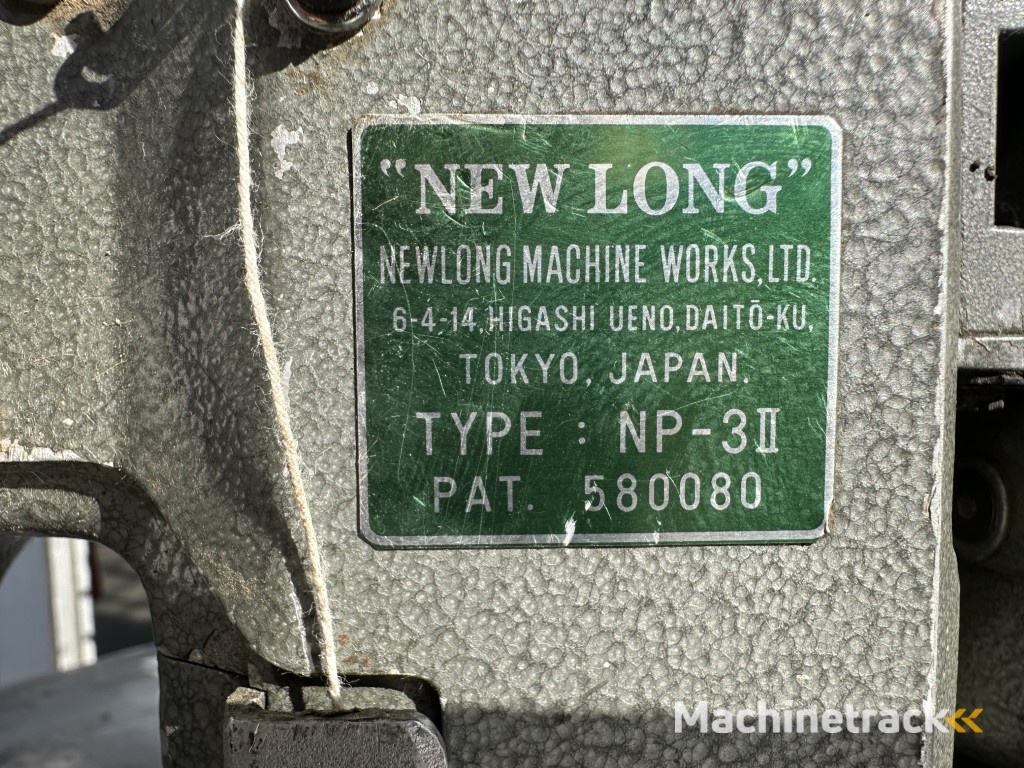 “NEW LONG”
NEWLONG MACHINE WORKS,LTD.
6-4-14,HIGASHI UENO,DAITŌ-KU,
TOKYO, JAPAN.
TYPE : NP-3Ⅱ
PAT. 580080
Machinetrack